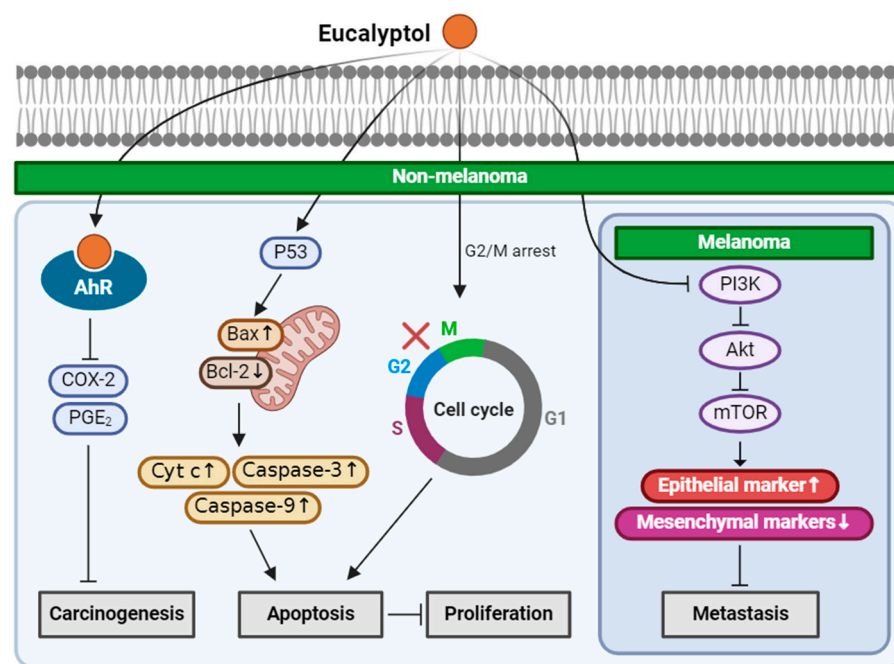 Eucalyptol
Non-melanoma
Melanoma
P53
G2/M arrest
AhR
PI3K
Bax↑
M
Akt
COX-2
Bcl-2↓
G2
PGE₂
Cell cycle
G1
mTOR
S
Cyt c↑
Caspase-3↑
Caspase-9↑
Epithelial marker↑
Mesenchymal markers↓
Carcinogenesis
Apoptosis
Proliferation
Metastasis